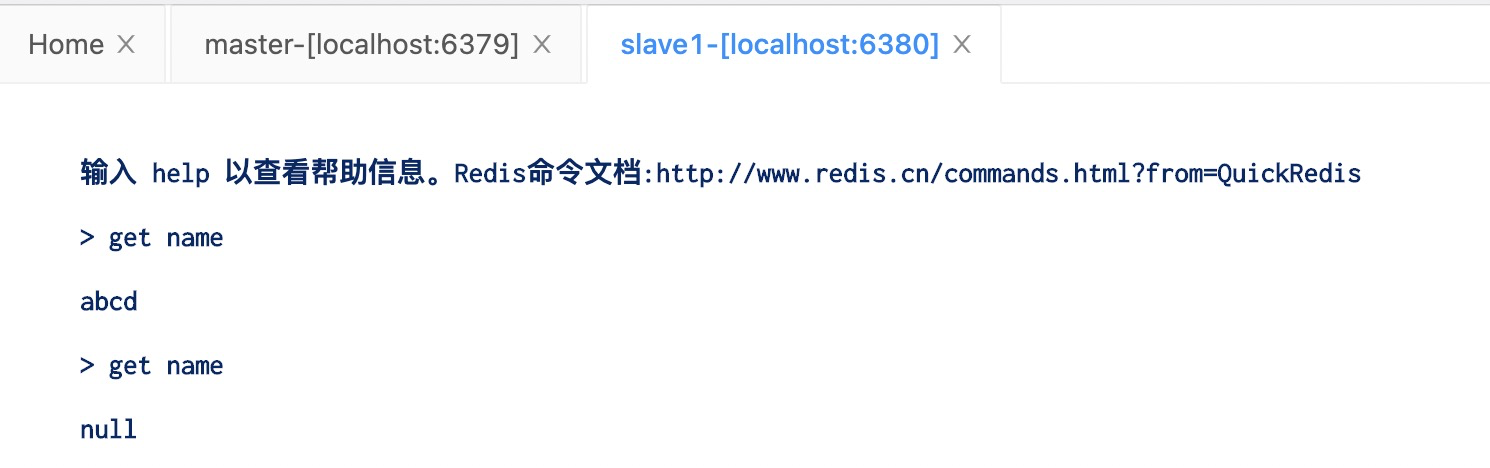 Home X master-[localhost:6379] X slave1-[localhost:6380] X
输入 help 以查看帮助信息。Redis命令文档:http://www.redis.cn/commands.html?from=QuickRedis
> get name
abcd
> get name
null